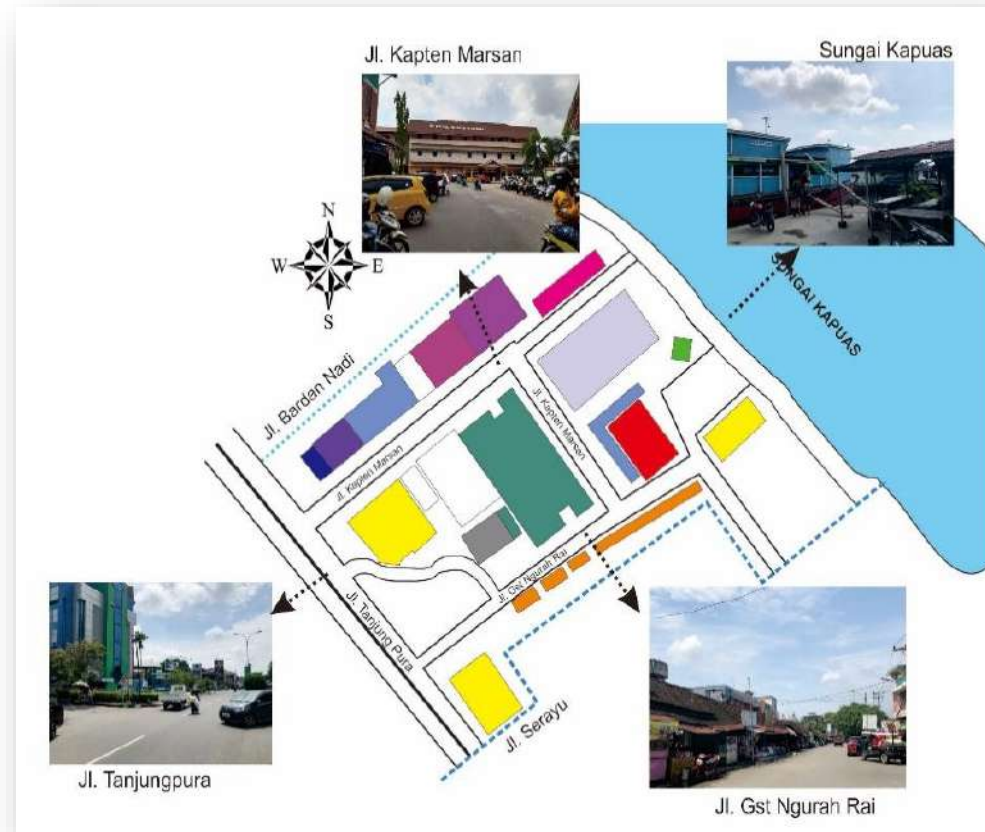 Jl. Kapten Marsan
Sungai Kapuas
N
W
E
S
SUNGAI KAPUAS
Jl. Bardan Nadi
Jl. Kapten Marsan
Jl. Kapten Marsan
Jl. Gst Ngurah Rai
Jl. Tanjung Pura
Jl. Serayu
Jl. Tanjungpura
Jl. Gst Ngurah Rai